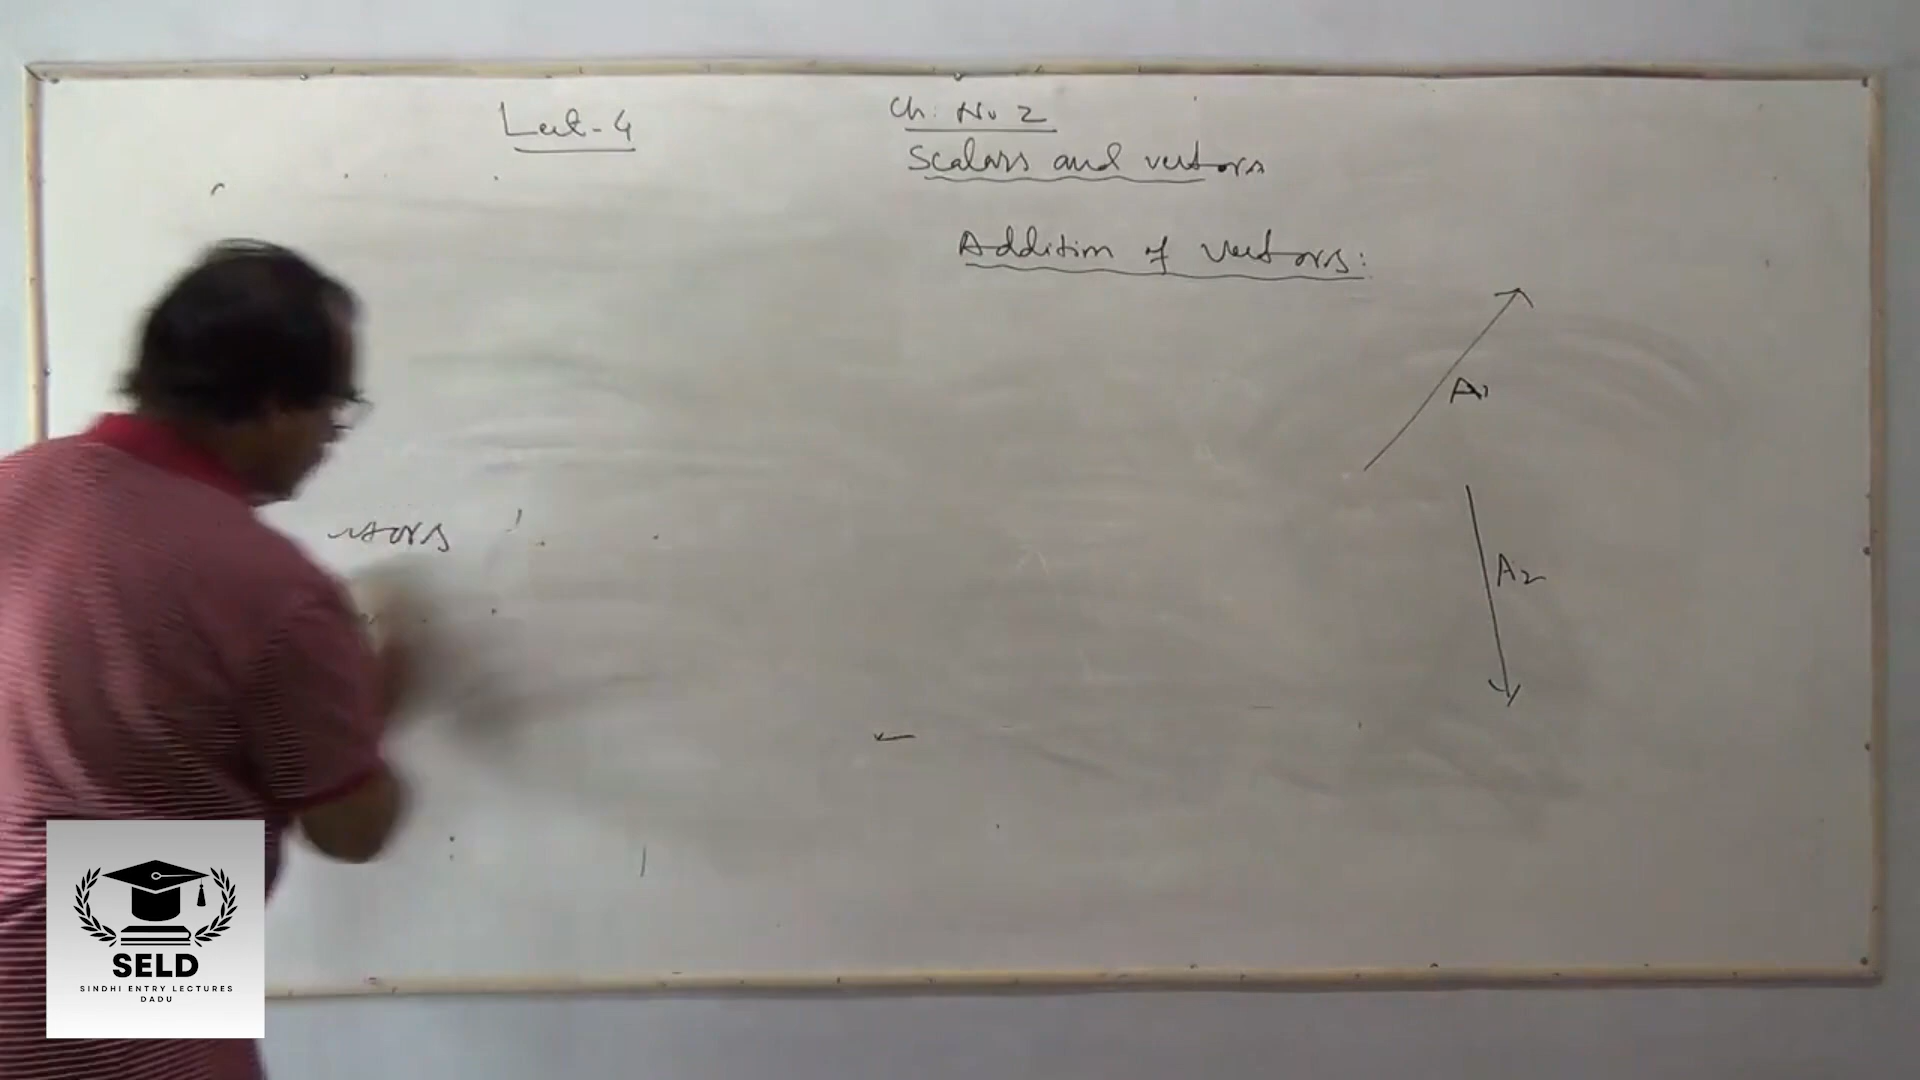 Lect-4
Ch: No 2
Scalars and vectors
Addition of vectors:
A1
A2
SELD
SINDHI ENTRY LECTURES
DADU